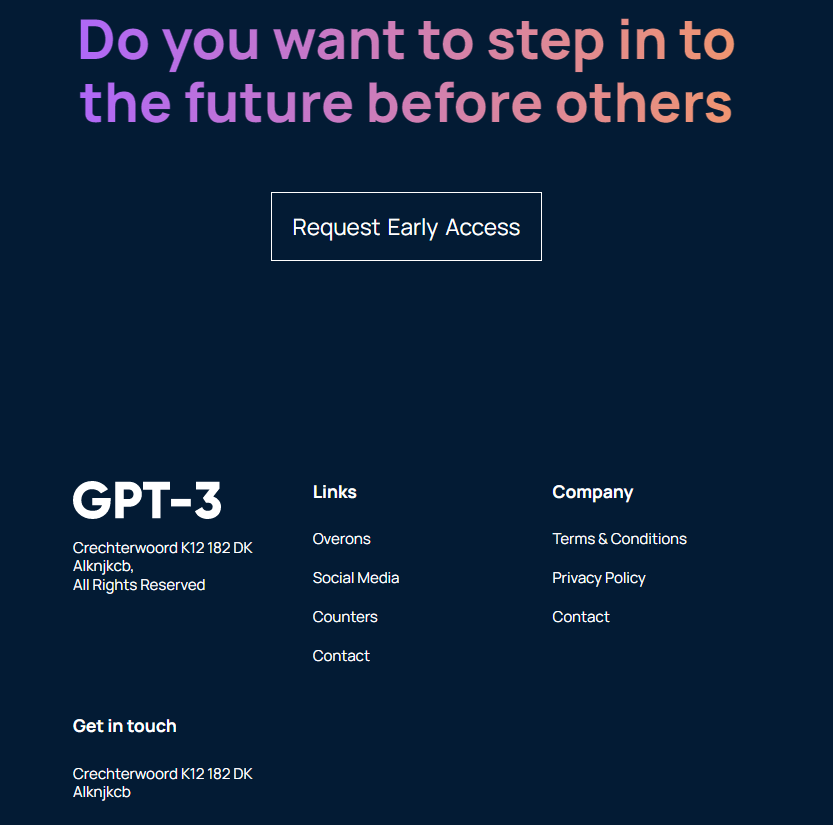 Do you want to step in to
the future before others
Request Early Access
GPT-3
Crechterwoord K12 182 DK
Alknjkcb,
All Rights Reserved
Links
Overons
Social Media
Counters
Contact
Company
Terms & Conditions
Privacy Policy
Contact
Get in touch
Crechterwoord K12 182 DK
Alknjkcb